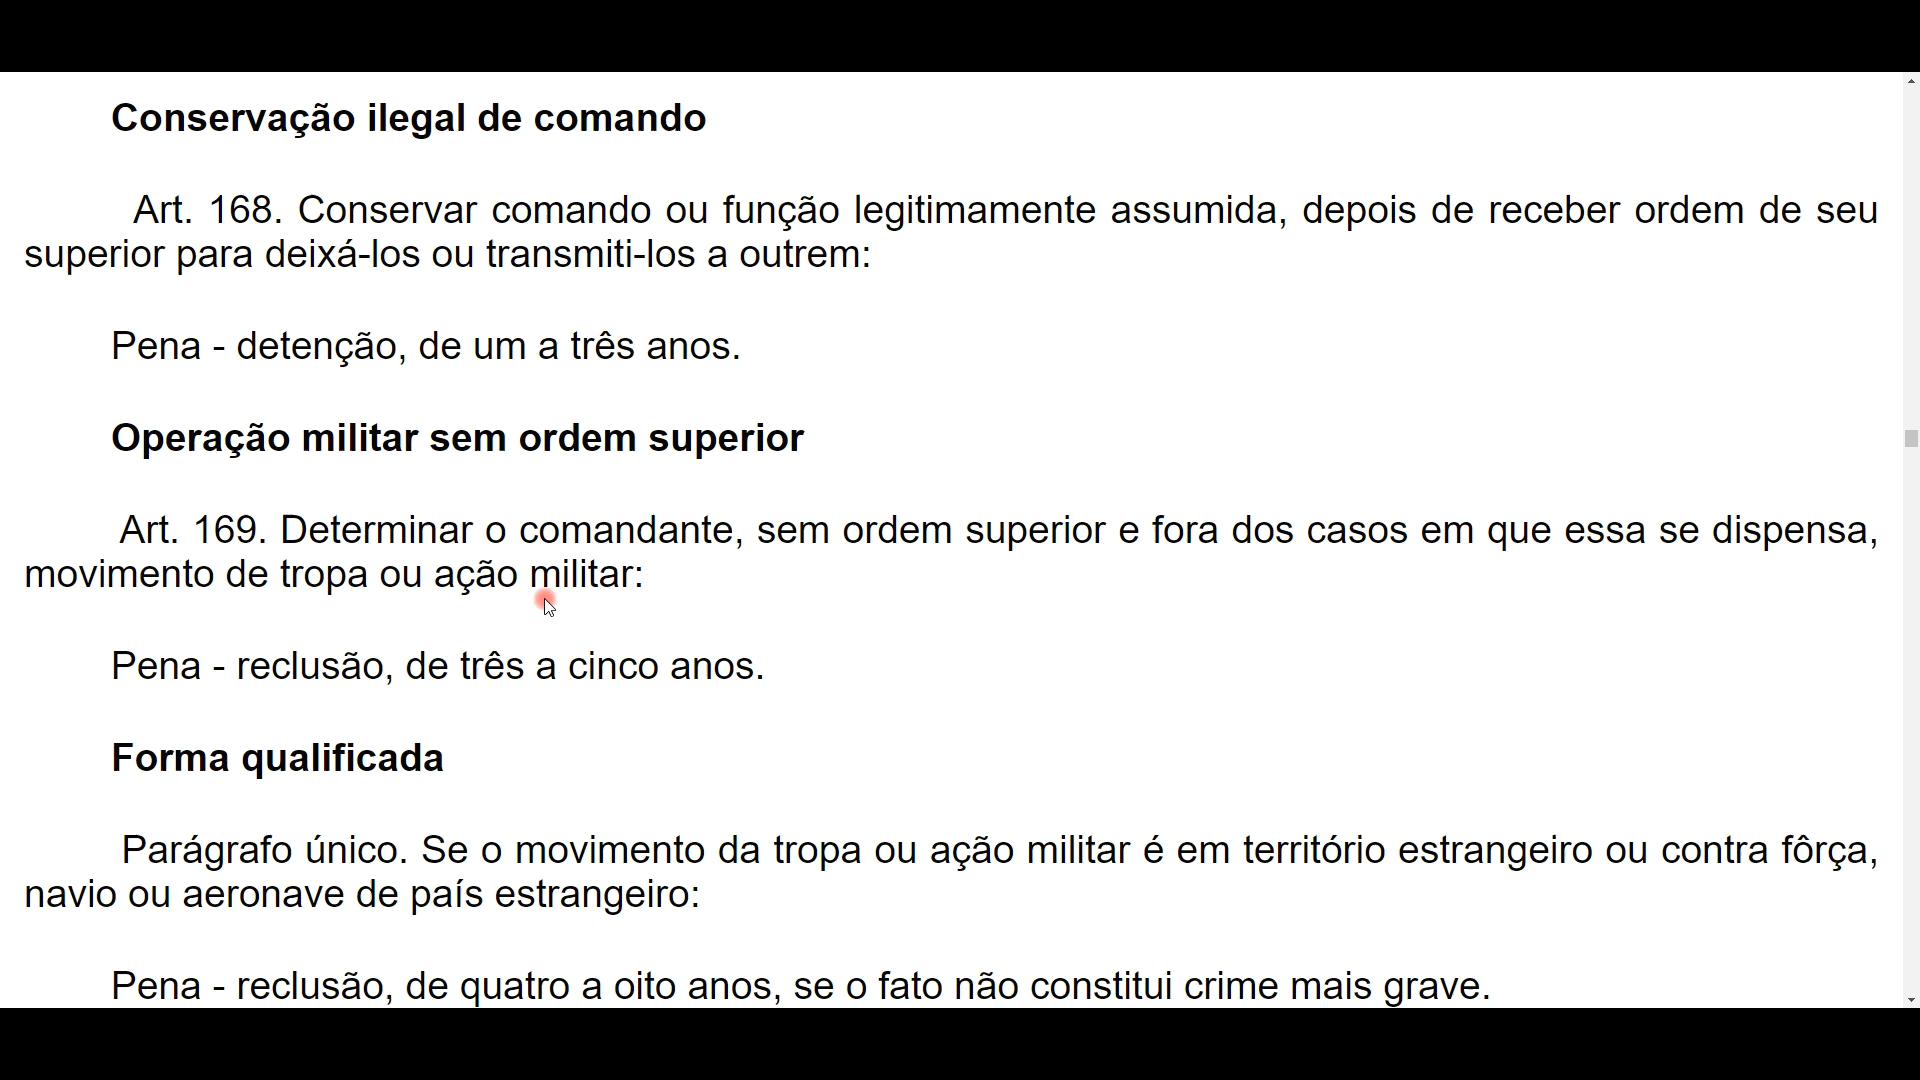 Conservação ilegal de comando
Art. 168. Conservar comando ou função legitimamente assumida, depois de receber ordem de seu
superior para deixá-los ou transmiti-los a outrem:
Pena - detenção, de um a três anos.
Operação militar sem ordem superior
Art. 169. Determinar o comandante, sem ordem superior e fora dos casos em que essa se dispensa,
movimento de tropa ou ação militar:
Pena - reclusão, de três a cinco anos.
Forma qualificada
Parágrafo único. Se o movimento da tropa ou ação militar é em território estrangeiro ou contra fôrça,
navio ou aeronave de país estrangeiro:
Pena - reclusão, de quatro a oito anos, se o fato não constitui crime mais grave.